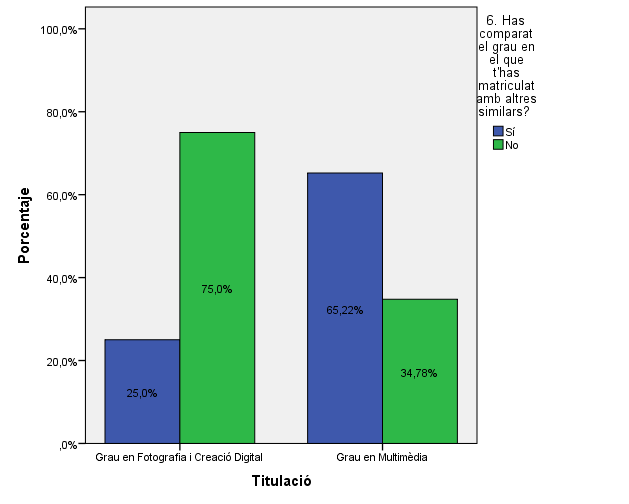 100,0%
80,0%
60,0%
40,0%
20,0%
,0%
Porcentaje
25,0%
75,0%
65,22%
34,78%
Grau en Fotografia i Creació Digital
Grau en Multimèdia
Titulació
6. Has
comparat
el grau en
el que
t'has
matriculat
amb altres
similars?
Sí
No